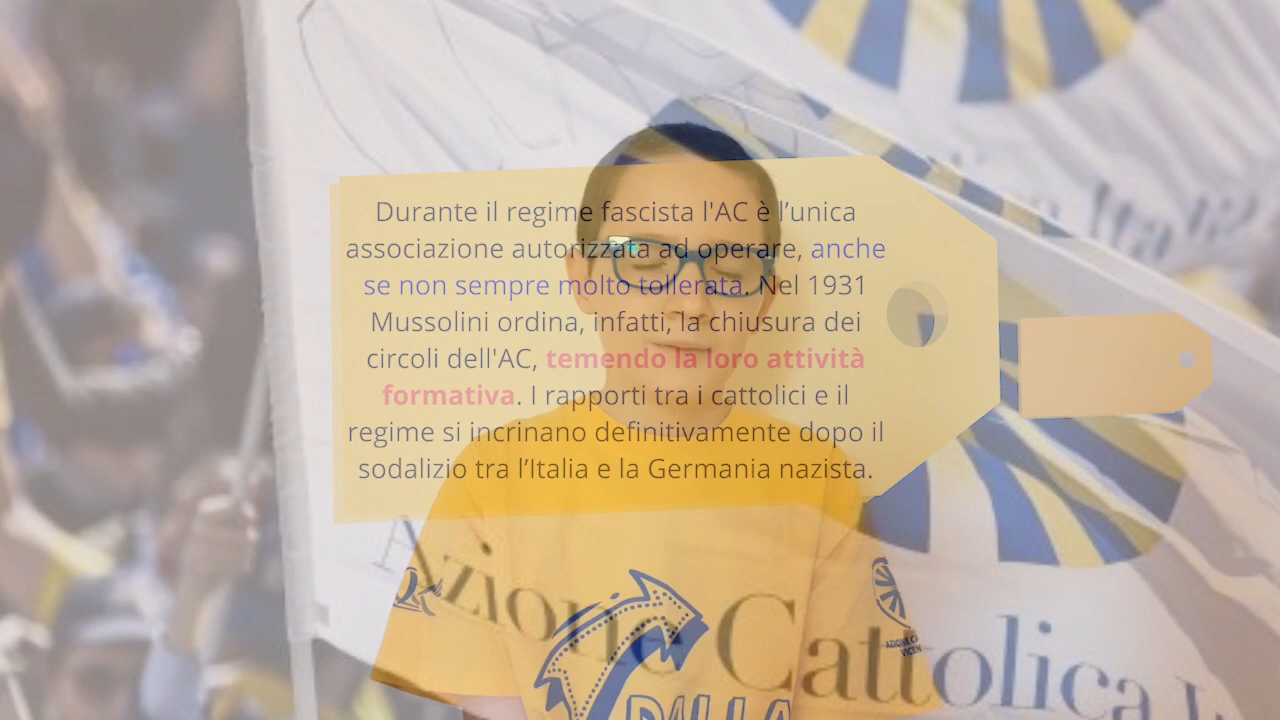 Italia
Durante il regime fascista l'AC è l’unica
associazione autorizzata ad operare, anche
se non sempre molto tollerata. Nel 1931
Mussolini ordina, infatti, la chiusura dei
circoli dell'AC, temendo la loro attività
formativa. I rapporti tra i cattolici e il
regime si incrinano definitivamente dopo il
sodalizio tra l’Italia e la Germania nazista.
Azione Cattolica I
DALLA